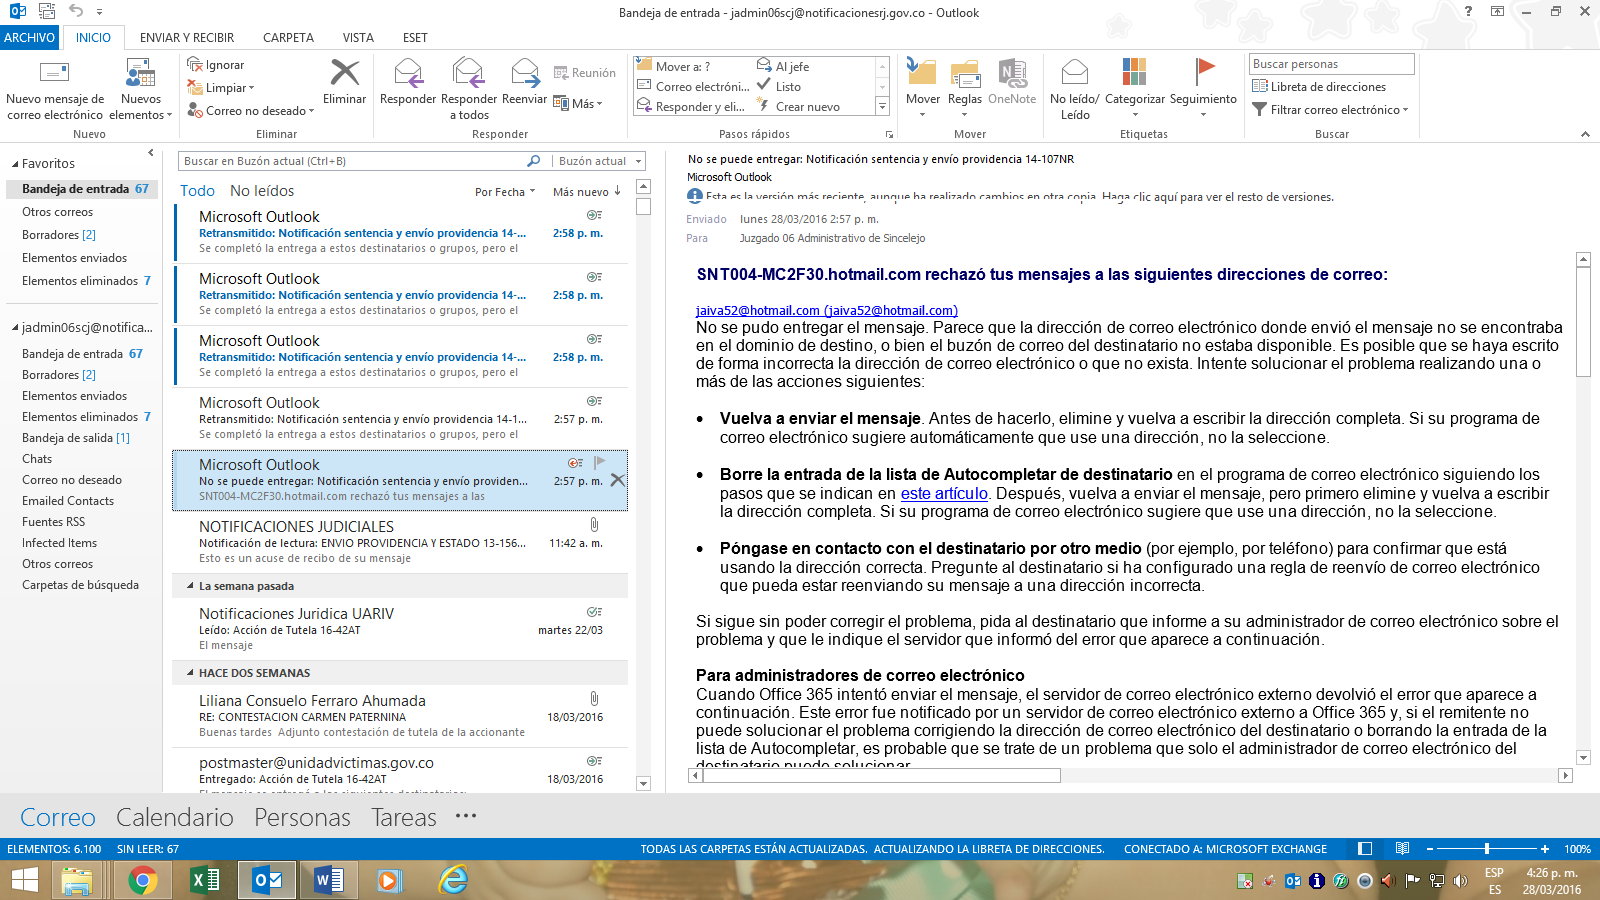 Bandeja de entrada - jadmin06scj@notificacionesrj.gov.co - Outlook
ARCHIVO INICIO ENVIAR Y RECIBIR CARPETA VISTA ESET
Nuevo mensaje de correo electrónico
Nuevos elementos
Nuevo
Ignorar
Limpiar
Correo no deseado
Eliminar
Eliminar
Responder
Responder a todos
Reenviar
Reunión
Más
Responder
Mover a: ?
Correo electróni...
Responder y eli...
Al jefe
Listo
Crear nuevo
Pasos rápidos
Mover
Reglas
OneNote
Mover
No leído/ Leído
Categorizar
Seguimiento
Etiquetas
Buscar personas
Libreta de direcciones
Filtrar correo electrónico
Buscar
Favoritos
Bandeja de entrada 67
Otros correos
Borradores [2]
Elementos enviados
Elementos eliminados 7
jadmin06scj@notifica...
Bandeja de entrada 67
Borradores [2]
Elementos enviados
Elementos eliminados 7
Bandeja de salida [1]
Chats
Correo no deseado
Emailed Contacts
Fuentes RSS
Infected Items
Otros correos
Carpetas de búsqueda
Buscar en Buzón actual (Ctrl+B) Buzón actual
Todo No leídos Por Fecha Más nuevo
Microsoft Outlook
Retransmitido: Notificación sentencia y envío providencia 14-... 2:58 p. m.
Se completó la entrega a estos destinatarios o grupos, pero el
Microsoft Outlook
Retransmitido: Notificación sentencia y envío providencia 14-... 2:58 p. m.
Se completó la entrega a estos destinatarios o grupos, pero el
Microsoft Outlook
Retransmitido: Notificación sentencia y envío providencia 14-... 2:58 p. m.
Se completó la entrega a estos destinatarios o grupos, pero el
Microsoft Outlook
Retransmitido: Notificación sentencia y envío providencia 14-1... 2:57 p. m.
Se completó la entrega a estos destinatarios o grupos, pero el
Microsoft Outlook
No se puede entregar: Notificación sentencia y envío providen... 2:57 p. m.
SNT004-MC2F30.hotmail.com rechazó tus mensajes a las
NOTIFICACIONES JUDICIALES
Notificación de lectura: ENVIO PROVIDENCIA Y ESTADO 13-156... 11:42 a. m.
Esto es un acuse de recibo de su mensaje
La semana pasada
Notificaciones Juridica UARIV
Leído: Acción de Tutela 16-42AT martes 22/03
El mensaje
HACE DOS SEMANAS
Liliana Consuelo Ferraro Ahumada
RE: CONTESTACION CARMEN PATERNINA 18/03/2016
Buenas tardes Adjunto contestación de tutela de la accionante
postmaster@unidadvictimas.gov.co
Entregado: Acción de Tutela 16-42AT 18/03/2016
El mensaje se entregó a los siguientes destinatarios:
No se puede entregar: Notificación sentencia y envío providencia 14-107NR
Microsoft Outlook
Esta es la versión más reciente, aunque ha realizado cambios en otra copia. Haga clic aquí para ver el resto de versiones.
Enviado lunes 28/03/2016 2:57 p. m.
Para Juzgado 06 Administrativo de Sincelejo
SNT004-MC2F30.hotmail.com rechazó tus mensajes a las siguientes direcciones de correo:
jaiva52@hotmail.com (jaiva52@hotmail.com)
No se pudo entregar el mensaje. Parece que la dirección de correo electrónico donde envió el mensaje no se encontraba
en el dominio de destino, o bien el buzón de correo del destinatario no estaba disponible. Es posible que se haya escrito
de forma incorrecta la dirección de correo electrónico o que no exista. Intente solucionar el problema realizando una o
más de las acciones siguientes:
• Vuelva a enviar el mensaje. Antes de hacerlo, elimine y vuelva a escribir la dirección completa. Si su programa de
correo electrónico sugiere automáticamente que use una dirección, no la seleccione.
• Borre la entrada de la lista de Autocompletar de destinatario en el programa de correo electrónico siguiendo los
pasos que se indican en este artículo. Después, vuelva a enviar el mensaje, pero primero elimine y vuelva a escribir
la dirección completa. Si su programa de correo electrónico sugiere que use una dirección, no la seleccione.
• Póngase en contacto con el destinatario por otro medio (por ejemplo, por teléfono) para confirmar que está
usando la dirección correcta. Pregunte al destinatario si ha configurado una regla de reenvío de correo electrónico
que pueda estar reenviando su mensaje a una dirección incorrecta.
Si sigue sin poder corregir el problema, pida al destinatario que informe a su administrador de correo electrónico sobre el
problema y que le indique el servidor que informó del error que aparece a continuación.
Para administradores de correo electrónico
Cuando Office 365 intentó enviar el mensaje, el servidor de correo electrónico externo devolvió el error que aparece a
continuación. Este error fue notificado por un servidor de correo electrónico externo a Office 365 y, si el remitente no
puede solucionar el problema corrigiendo la dirección de correo electrónico del destinatario o borrando la entrada de la
lista de Autocompletar, es probable que se trate de un problema que solo el administrador de correo electrónico del
destinatario puede solucionar.
Correo Calendario Personas Tareas ...
ELEMENTOS: 6.100 SIN LEER: 67 TODAS LAS CARPETAS ESTÁN ACTUALIZADAS. ACTUALIZANDO LA LIBRETA DE DIRECCIONES. CONECTADO A: MICROSOFT EXCHANGE 100%
ESP
ES
4:26 p. m.
28/03/2016